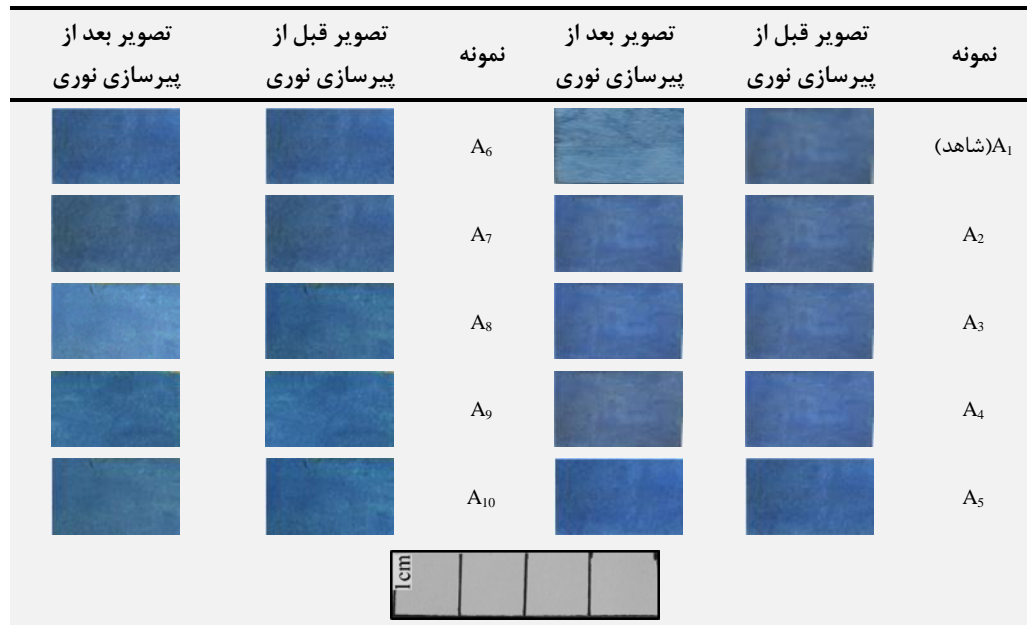 نمونه
تصویر قبل از
پیرسازی نوری
تصویر بعد از
پیرسازی نوری
نمونه
تصویر قبل از
پیرسازی نوری
تصویر بعد از
پیرسازی نوری
A1(شاهد)
A6
A2
A7
A3
A8
A4
A9
A5
A10
1cm